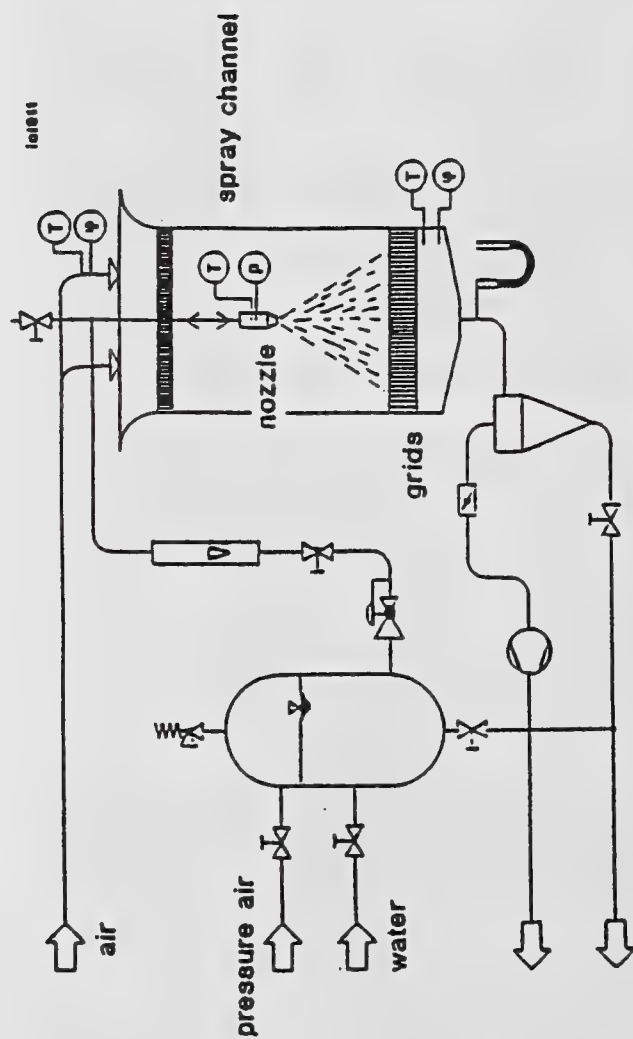 spray channel
T
φ
T
p
nozzle
T
φ
grids
air
pressure air
water